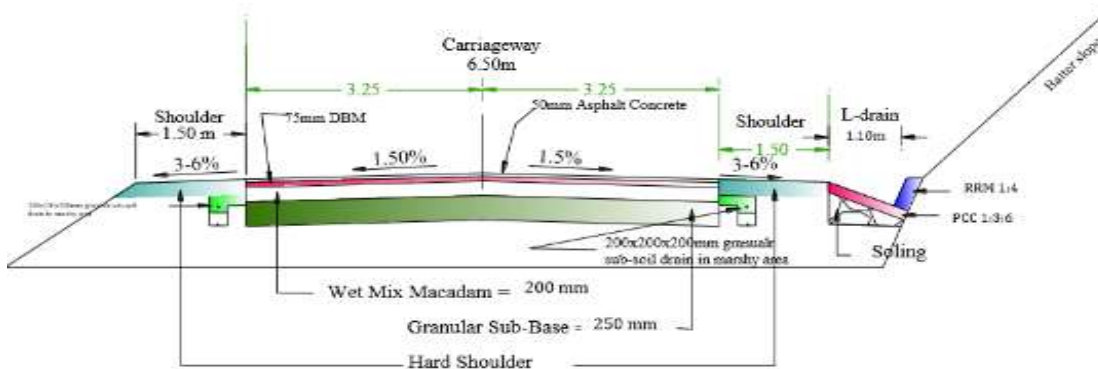 Carriageway
6.50m
3.25
3.25
Batter slope
50mm Asphalt Concrete
75mm DBM
Shoulder
1.50 m
Shoulder
1.50
L-drain
1.10m
3-6%
1.50%
1.5%
3-6%
RRM 1:4
PCC 1:3:6
200x200x200mm
sub-soil drain in marshy area
Soling
Wet Mix Macadam = 200 mm
Granular Sub-Base = 250 mm
Hard Shoulder